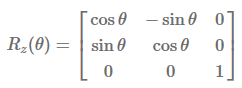 R_z(θ) = [ cos θ  − sin θ  0
sin θ  cos θ  0
0  0  1 ]